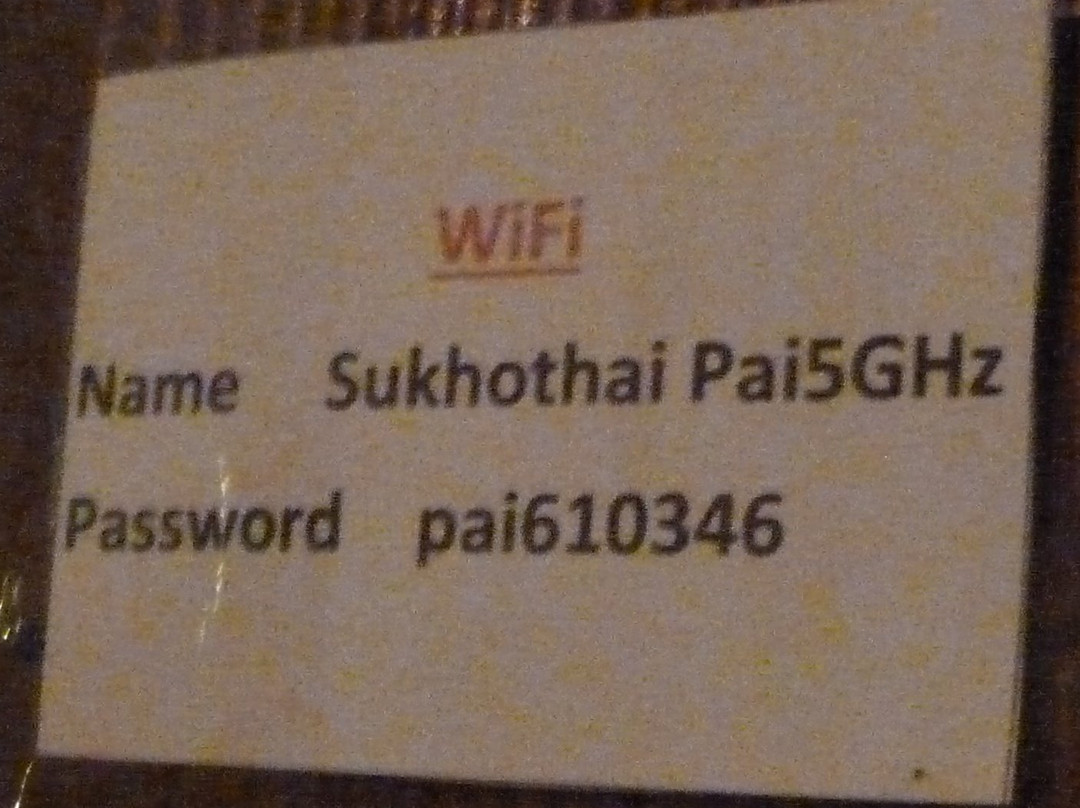 WiFi
Name Sukhothai Pai5GHz
Password pai610346